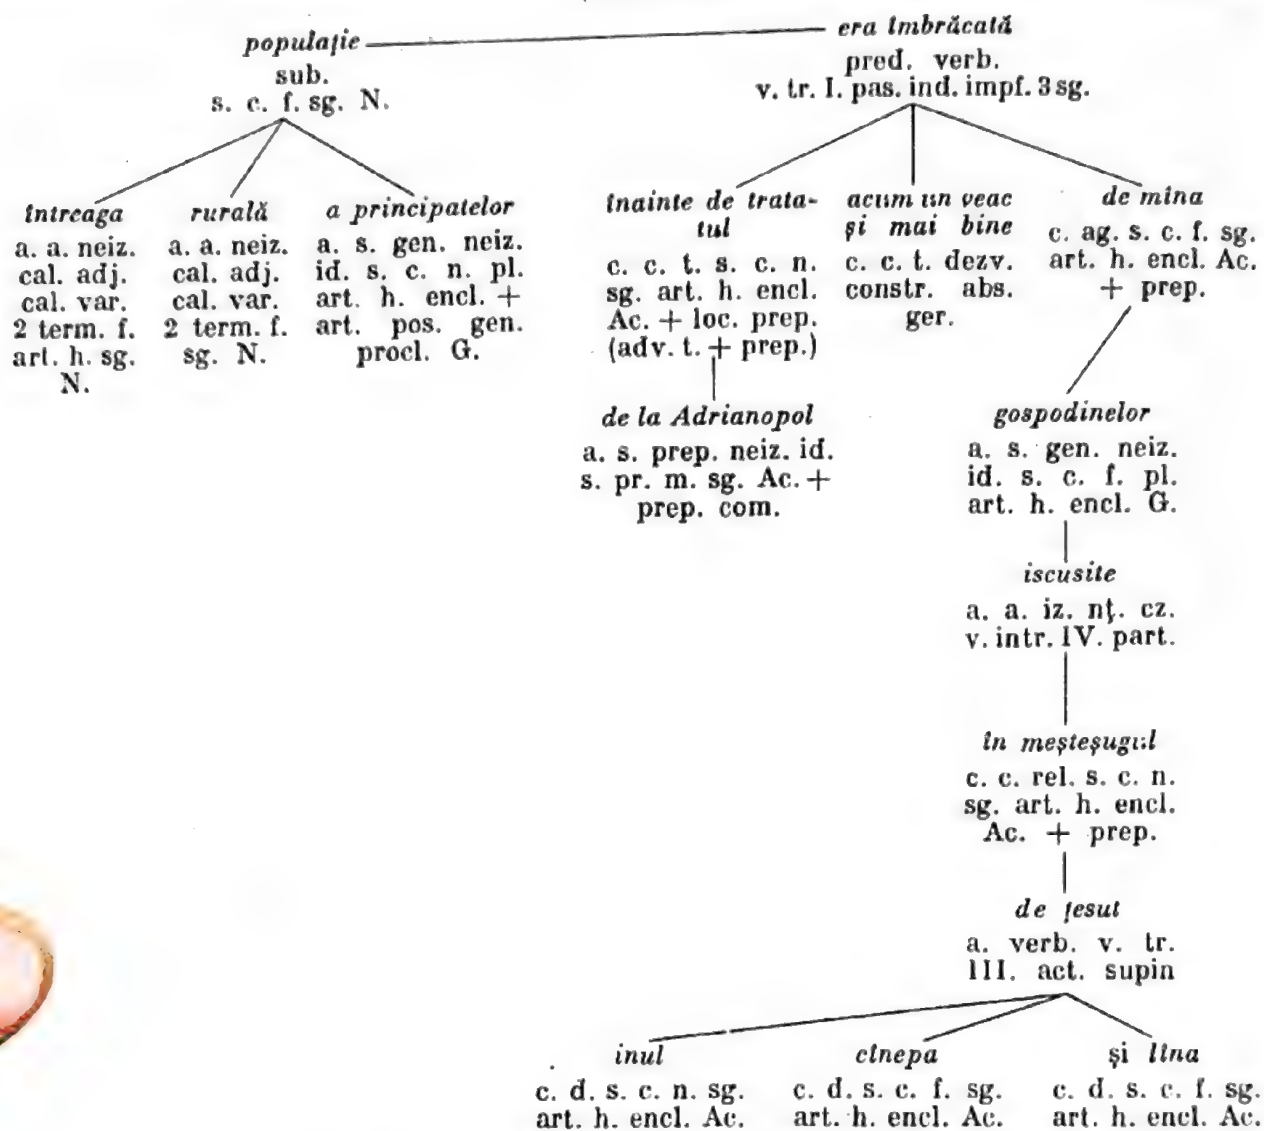 populaţie
sub.
s. c. f. sg. N.
era îmbrăcată
pred. verb.
v. tr. I. pas. ind. impf. 3 sg.
întreaga
a. a. neiz.
cal. adj.
cal. var.
2 term. f.
art. h. sg.
N.
rurală
a. a. neiz.
cal. adj.
cal. var.
2 term. f.
sg. N.
a principatelor
a. s. gen. neiz.
id. s. c. n. pl.
art. h. encl. +
art. pos. gen.
procl. G.
înainte de trata-
tul
c. c. t. s. c. n.
sg. art. h. encl.
Ac. + loc. prep.
(adv. t. + prep.)
acum un veac
şi mai bine
c. c. t. dezv.
constr. abs.
ger.
de mîna
c. ag. s. c. f. sg.
art. h. encl. Ac.
+ prep.
de la Adrianopol
a. s. prep. neiz. id.
s. pr. m. sg. Ac. +
prep. com.
gospodinelor
a. s. gen. neiz.
id. s. c. f. pl.
art. h. encl. G.
iscusite
a. a. iz. nţ. cz.
v. intr. IV. part.
în meşteşugul
c. c. rel. s. c. n.
sg. art. h. encl.
Ac. + prep.
de ţesut
a. verb. v. tr.
III. act. supin
inul
c. d. s. c. n. sg.
art. h. encl. Ac.
cînepa
c. d. s. c. f. sg.
art. h. encl. Ac.
şi lîna
c. d. s. c. f. sg.
art. h. encl. Ac.